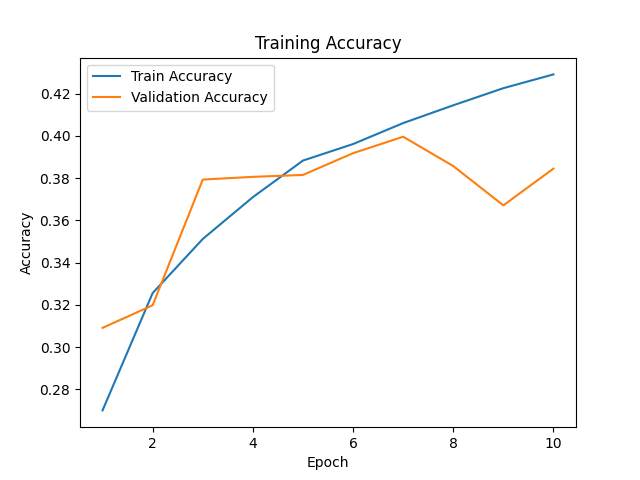 Training Accuracy
Train Accuracy
Validation Accuracy
0.42
0.40
0.38
0.36
0.34
0.32
0.30
0.28
Accuracy
2
4
6
8
10
Epoch